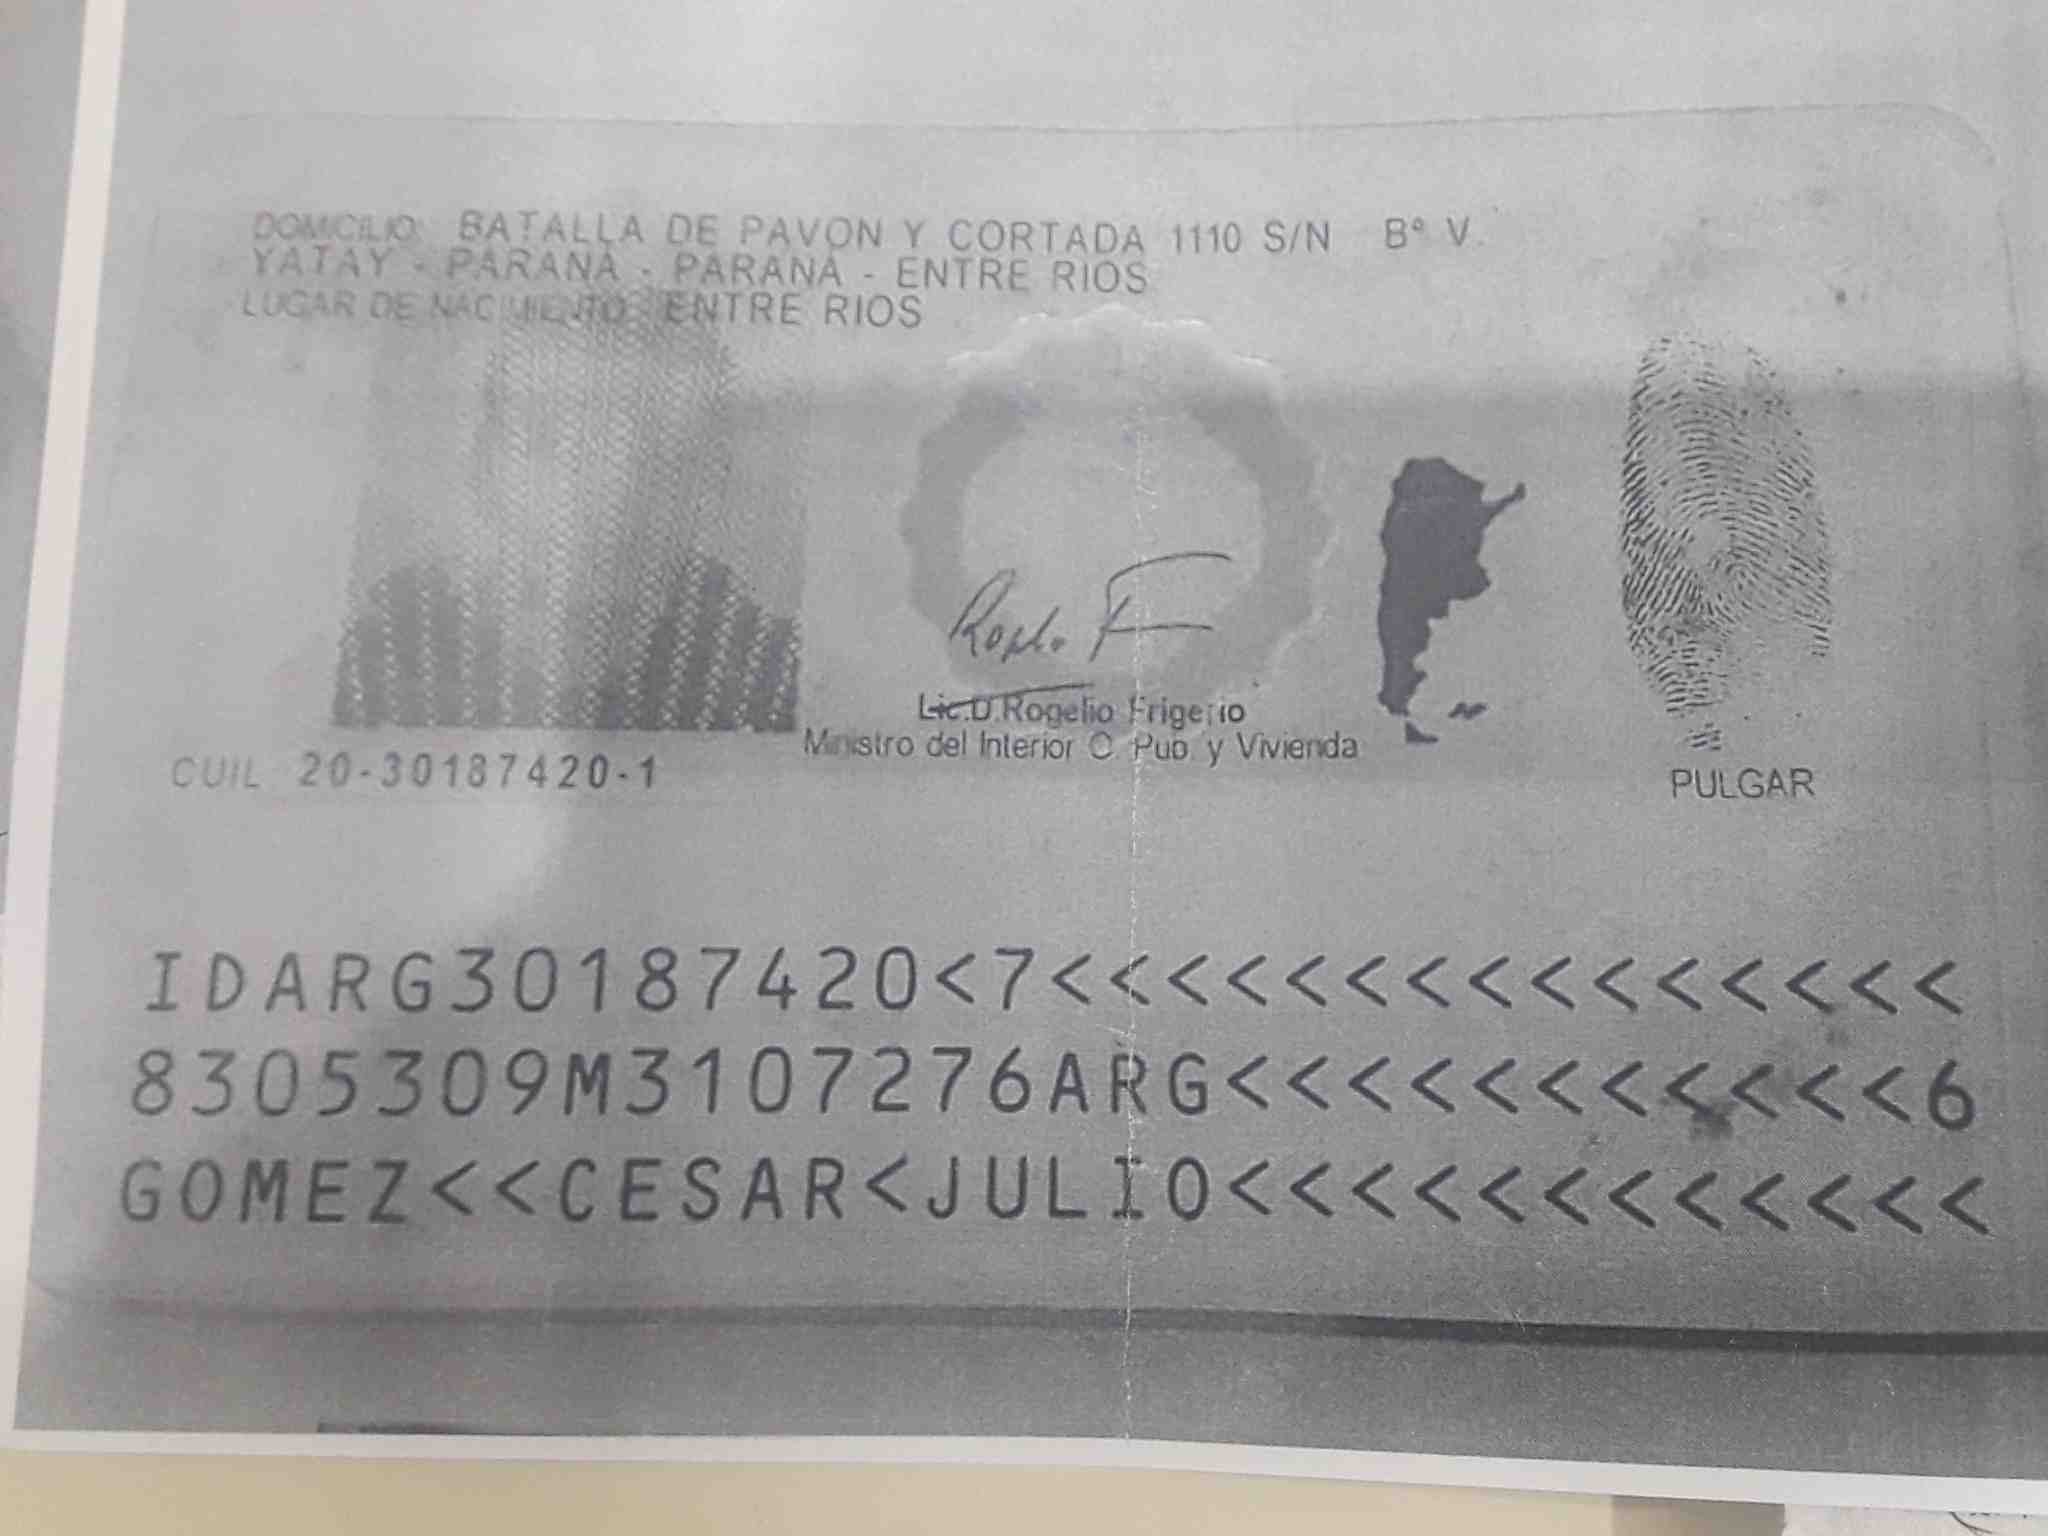 DOMICILIO: BATALLA DE PAVON Y CORTADA 1110 S/N Bº V.
YATAY - PARANA - PARANA - ENTRE RIOS
LUGAR DE NACIMIENTO: ENTRE RIOS
Lic.D.Rogelio Frigerio
Ministro del Interior O. Pub. y Vivienda
CUIL 20-30187420-1
PULGAR
IDARG30187420<7<<<<<<<<<<<<<<<
8305309M3107276ARG<<<<<<<<<<<6
GOMEZ<<CESAR<JULIO<<<<<<<<<<<<